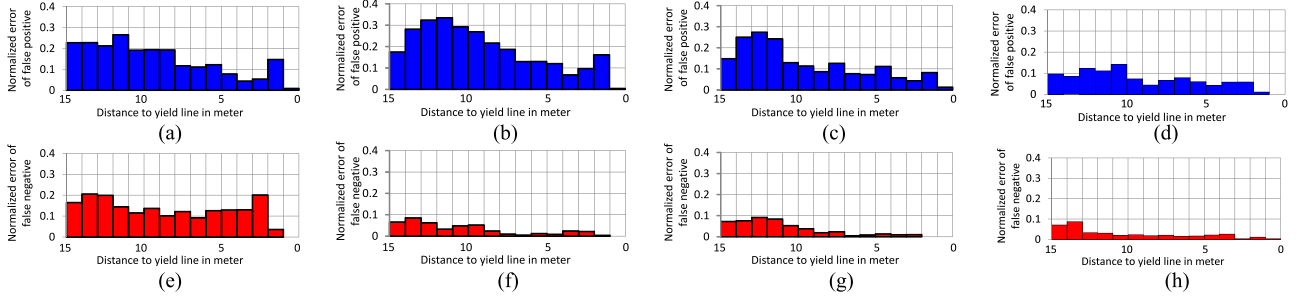 Normalized error
of false positive
0.4
0.3
0.2
0.1
0
15
10
5
0
Distance to yield line in meter
(a)
Normalized error
of false positive
0.4
0.3
0.2
0.1
0
15
10
5
0
Distance to yield line in meter
(b)
Normalized error
of false positive
0.4
0.3
0.2
0.1
0
15
10
5
0
Distance to yield line in meter
(c)
Normalized error
of false positive
0.4
0.3
0.2
0.1
0
15
10
5
0
Distance to yield line in meter
(d)
Normalized error of
false negative
0.4
0.3
0.2
0.1
0
15
10
5
0
Distance to yield line in meter
(e)
Normalized error of
false negative
0.4
0.3
0.2
0.1
0
15
10
5
0
Distance to yield line in meter
(f)
Normalized error of
false negative
0.4
0.3
0.2
0.1
0
15
10
5
0
Distance to yield line in meter
(g)
Normalized error of
false negative
0.4
0.3
0.2
0.1
0
15
10
5
0
Distance to yield line in meter
(h)